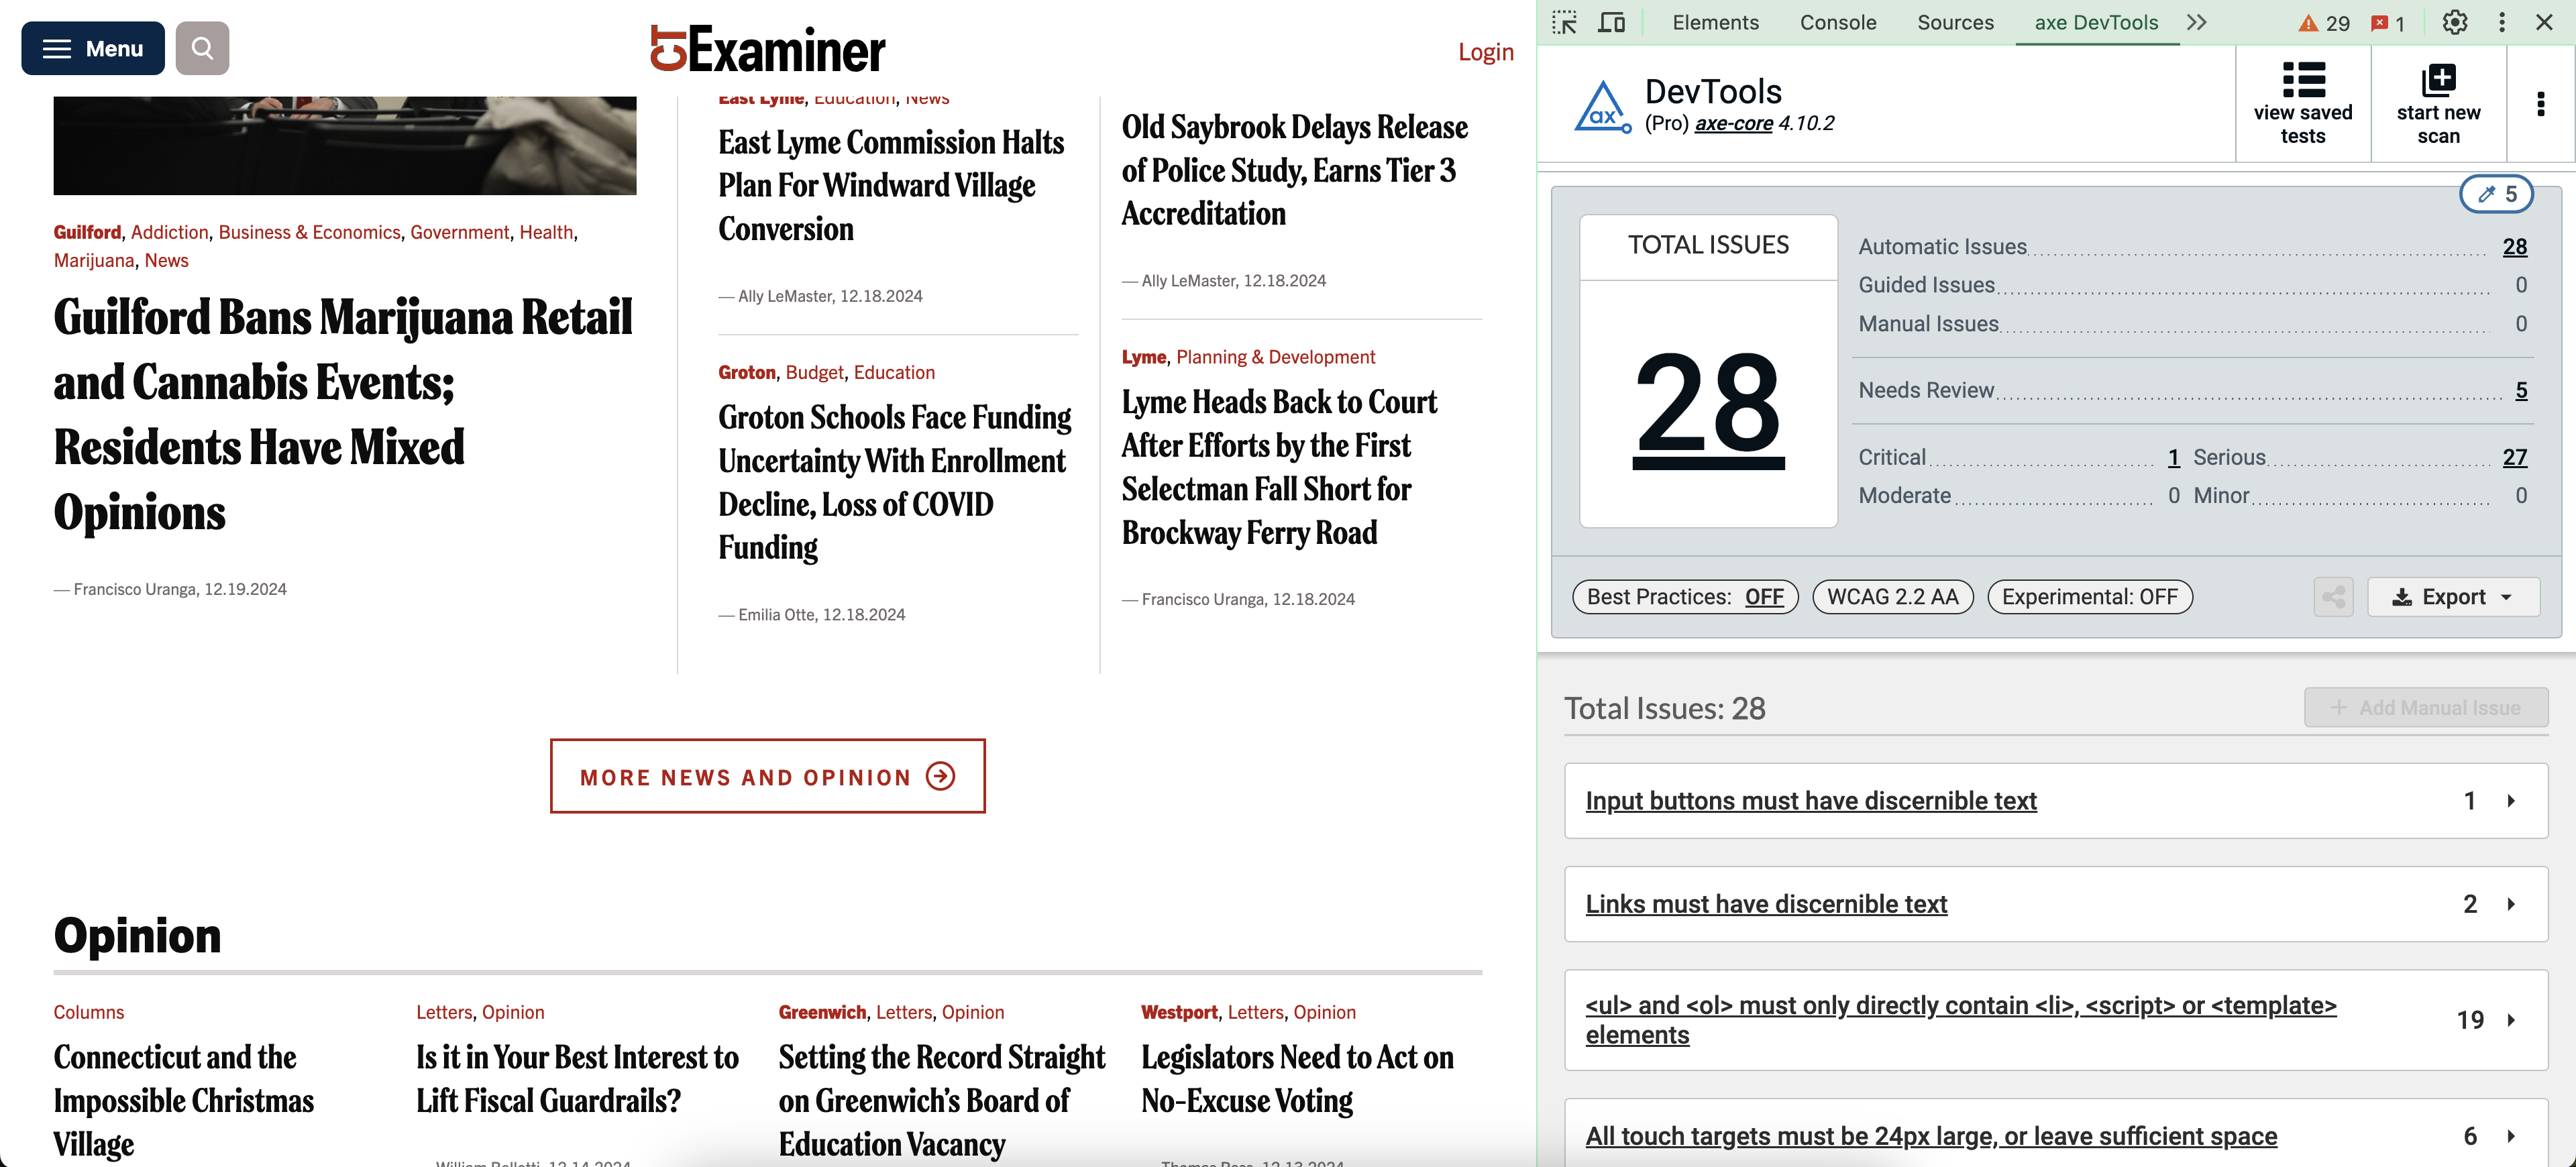 Menu
CT Examiner
Login
Guilford, Addiction, Business & Economics, Government, Health,
Marijuana, News
Guilford Bans Marijuana Retail
and Cannabis Events;
Residents Have Mixed
Opinions
— Francisco Uranga, 12.19.2024
East Lyme, Education, News
East Lyme Commission Halts
Plan For Windward Village
Conversion
— Ally LeMaster, 12.18.2024
Groton, Budget, Education
Groton Schools Face Funding
Uncertainty With Enrollment
Decline, Loss of COVID
Funding
— Emilia Otte, 12.18.2024
Old Saybrook Delays Release
of Police Study, Earns Tier 3
Accreditation
— Ally LeMaster, 12.18.2024
Lyme, Planning & Development
Lyme Heads Back to Court
After Efforts by the First
Selectman Fall Short for
Brockway Ferry Road
— Francisco Uranga, 12.18.2024
MORE NEWS AND OPINION
Opinion
Columns
Connecticut and the
Impossible Christmas
Village
Letters, Opinion
Is it in Your Best Interest to
Lift Fiscal Guardrails?
Greenwich, Letters, Opinion
Setting the Record Straight
on Greenwich's Board of
Education Vacancy
Westport, Letters, Opinion
Legislators Need to Act on
No-Excuse Voting
Elements Console Sources axe DevTools 29 1
ax
DevTools
(Pro) axe-core 4.10.2
view saved
tests
start new
scan
5
TOTAL ISSUES
28
Automatic Issues 28
Guided Issues 0
Manual Issues 0
Needs Review 5
Critical 1 Serious 27
Moderate 0 Minor 0
Best Practices: OFF WCAG 2.2 AA Experimental: OFF Export
Total Issues: 28
+ Add Manual Issue
Input buttons must have discernible text 1
Links must have discernible text 2
<ul> and <ol> must only directly contain <li>, <script> or <template>
elements 19
All touch targets must be 24px large, or leave sufficient space 6